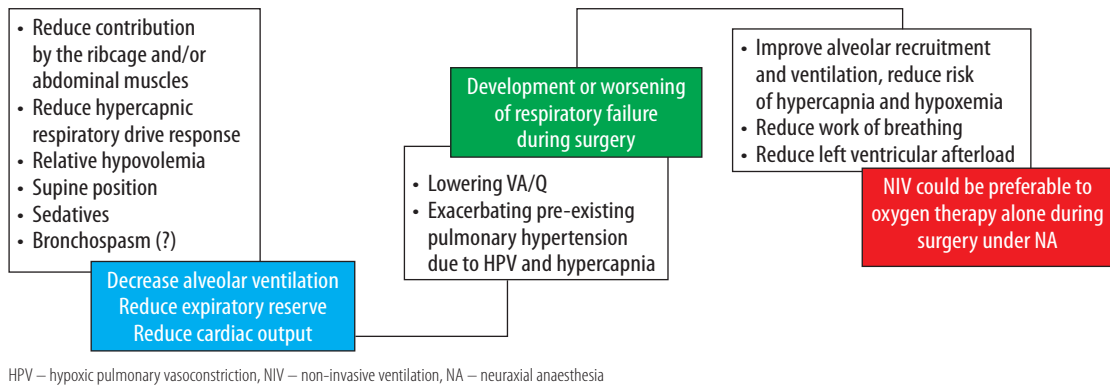 • Reduce contribution
by the ribcage and/or
abdominal muscles
• Reduce hypercapnic
respiratory drive response
• Relative hypovolemia
• Supine position
• Sedatives
• Bronchospasm (?)
Decrease alveolar ventilation
Reduce expiratory reserve
Reduce cardiac output
Development or worsening
of respiratory failure
during surgery
• Lowering VA/Q
• Exacerbating pre-existing
pulmonary hypertension
due to HPV and hypercapnia
• Improve alveolar recruitment
and ventilation, reduce risk
of hypercapnia and hypoxemia
• Reduce work of breathing
• Reduce left ventricular afterload
NIV could be preferable to
oxygen therapy alone during
surgery under NA
HPV – hypoxic pulmonary vasoconstriction, NIV – non-invasive ventilation, NA – neuraxial anaesthesia